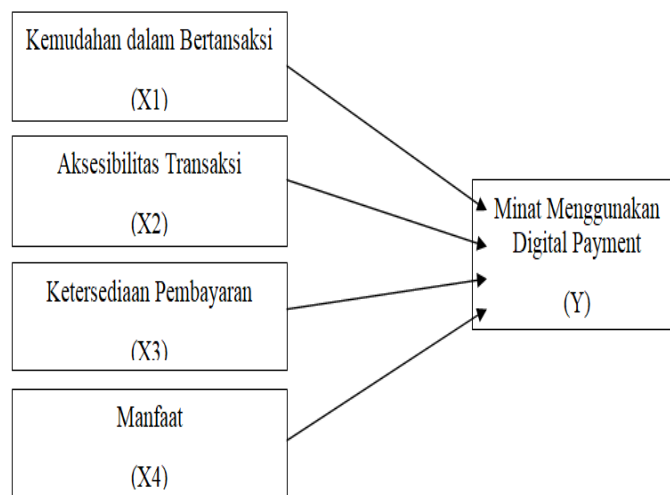 Kemudahan dalam Bertansaksi
(X1)
Aksesibilitas Transaksi
(X2)
Ketersediaan Pembayaran
(X3)
Manfaat
(X4)
Minat Menggunakan
Digital Payment
(Y)